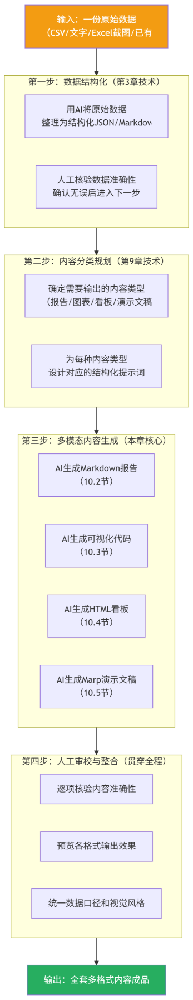 输入：一份原始数据
（CSV/文字/Excel截图/已有
第一步：数据结构化（第3章技术）
用AI将原始数据
整理为结构化JSON/Markdow
人工核验数据准确性
确认无误后进入下一步
第二步：内容分类规划（第9章技术）
确定需要输出的内容类型
（报告/图表/看板/演示文稿
为每种内容类型
设计对应的结构化提示词
第三步：多模态内容生成（本章核心）
AI生成Markdown报告
（10.2节）
AI生成可视化代码
（10.3节）
AI生成HTML看板
（10.4节）
AI生成Marp演示文稿
（10.5节）
第四步：人工审校与整合（贯穿全程）
逐项核验内容准确性
预览各格式输出效果
统一数据口径和视觉风格
输出：全套多格式内容成品